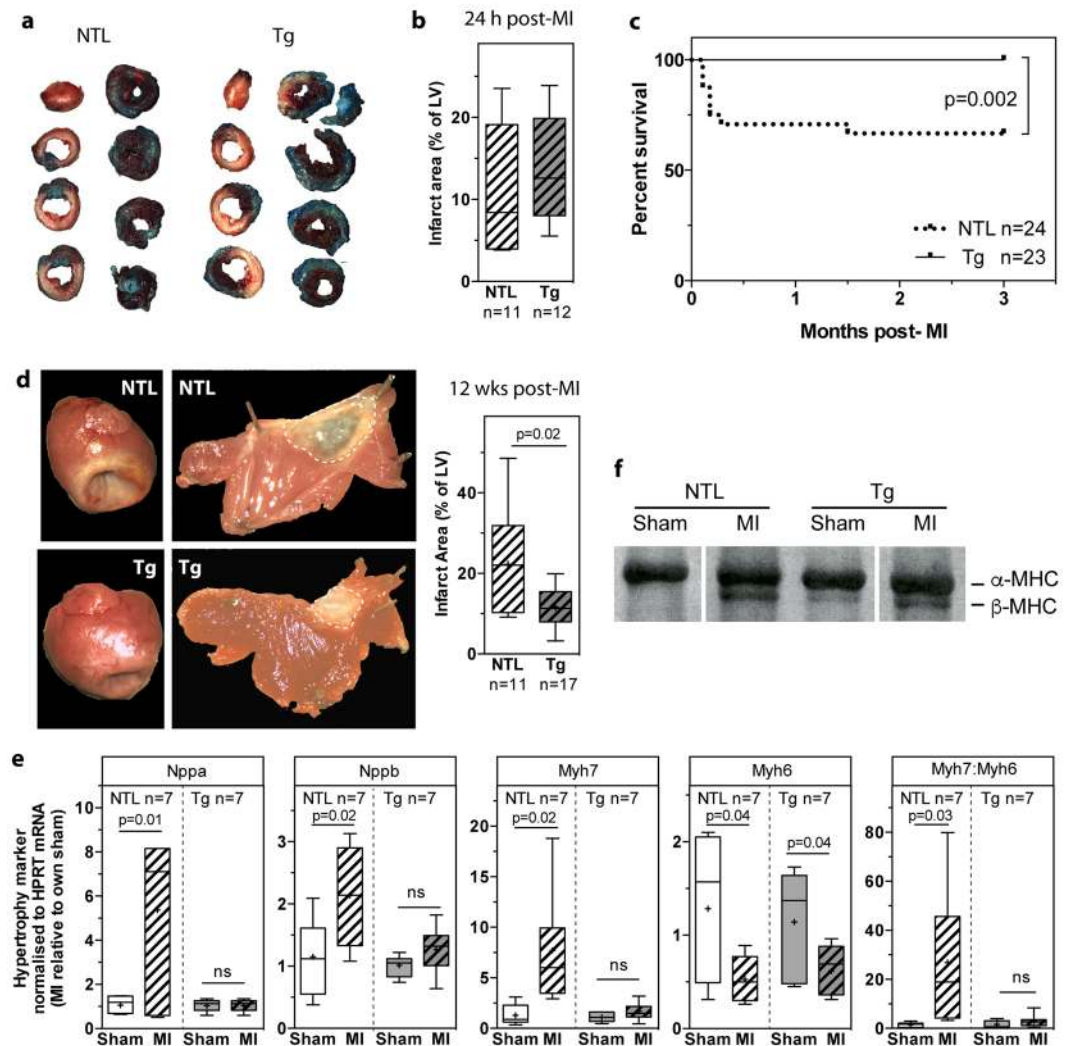 a
NTL Tg
b
24 h post-MI
Infarct area (% of LV)
20
10
0
NTL Tg
n=11 n=12
c
Percent survival
100
75
50
0 1 2 3
Months post- MI
p=0.002
NTL n=24
Tg n=23
d
NTL
NTL
Tg
Tg
12 wks post-MI
p=0.02
Infarct Area (% of LV)
40
20
0
NTL Tg
n=11 n=17
f
NTL Tg
Sham MI Sham MI
α-MHC
β-MHC
e
Hypertrophy marker
normalised to HPRT mRNA
(MI relative to own sham)
Nppa
NTL n=7 Tg n=7
p=0.01
ns
10
8
6
4
2
0
Sham MI Sham MI
Nppb
NTL n=7 Tg n=7
p=0.02
ns
3
2
1
0
Sham MI Sham MI
Myh7
NTL n=7 Tg n=7
p=0.02
ns
25
20
15
10
5
0
Sham MI Sham MI
Myh6
NTL n=7 Tg n=7
p=0.04
p=0.04
2
1
0
Sham MI Sham MI
Myh7:Myh6
NTL n=7 Tg n=7
p=0.03
ns
80
60
40
20
0
Sham MI Sham MI